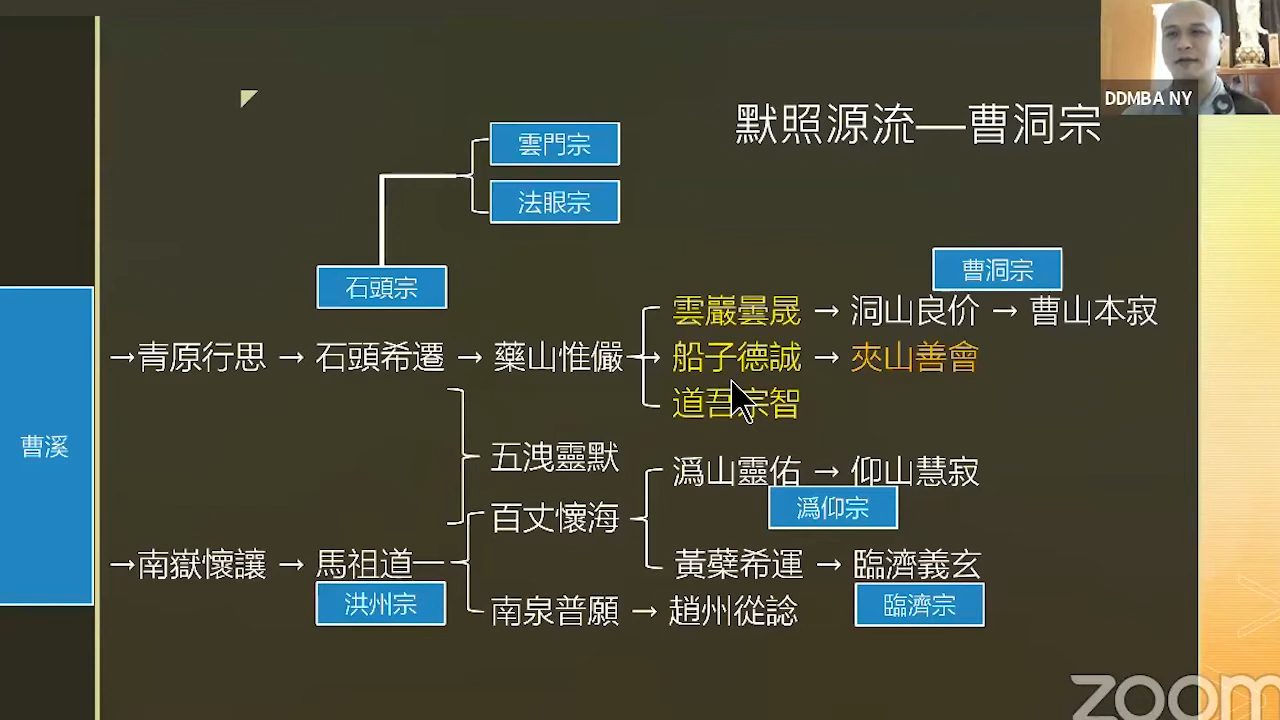 DDMBA NY
默照源流—曹洞宗
雲門宗
法眼宗
石頭宗
曹洞宗
雲巖曇晟 → 洞山良价 → 曹山本寂
→青原行思 → 石頭希遷 → 藥山惟儼 → 船子德誠 → 夾山善會
道吾宗智
曹溪
五洩靈默
溈山靈佑 → 仰山慧寂
溈仰宗
百丈懷海
→南嶽懷讓 → 馬祖道一
黃蘗希運 → 臨濟義玄
洪州宗
臨濟宗
南泉普願 → 趙州從諗
zoom